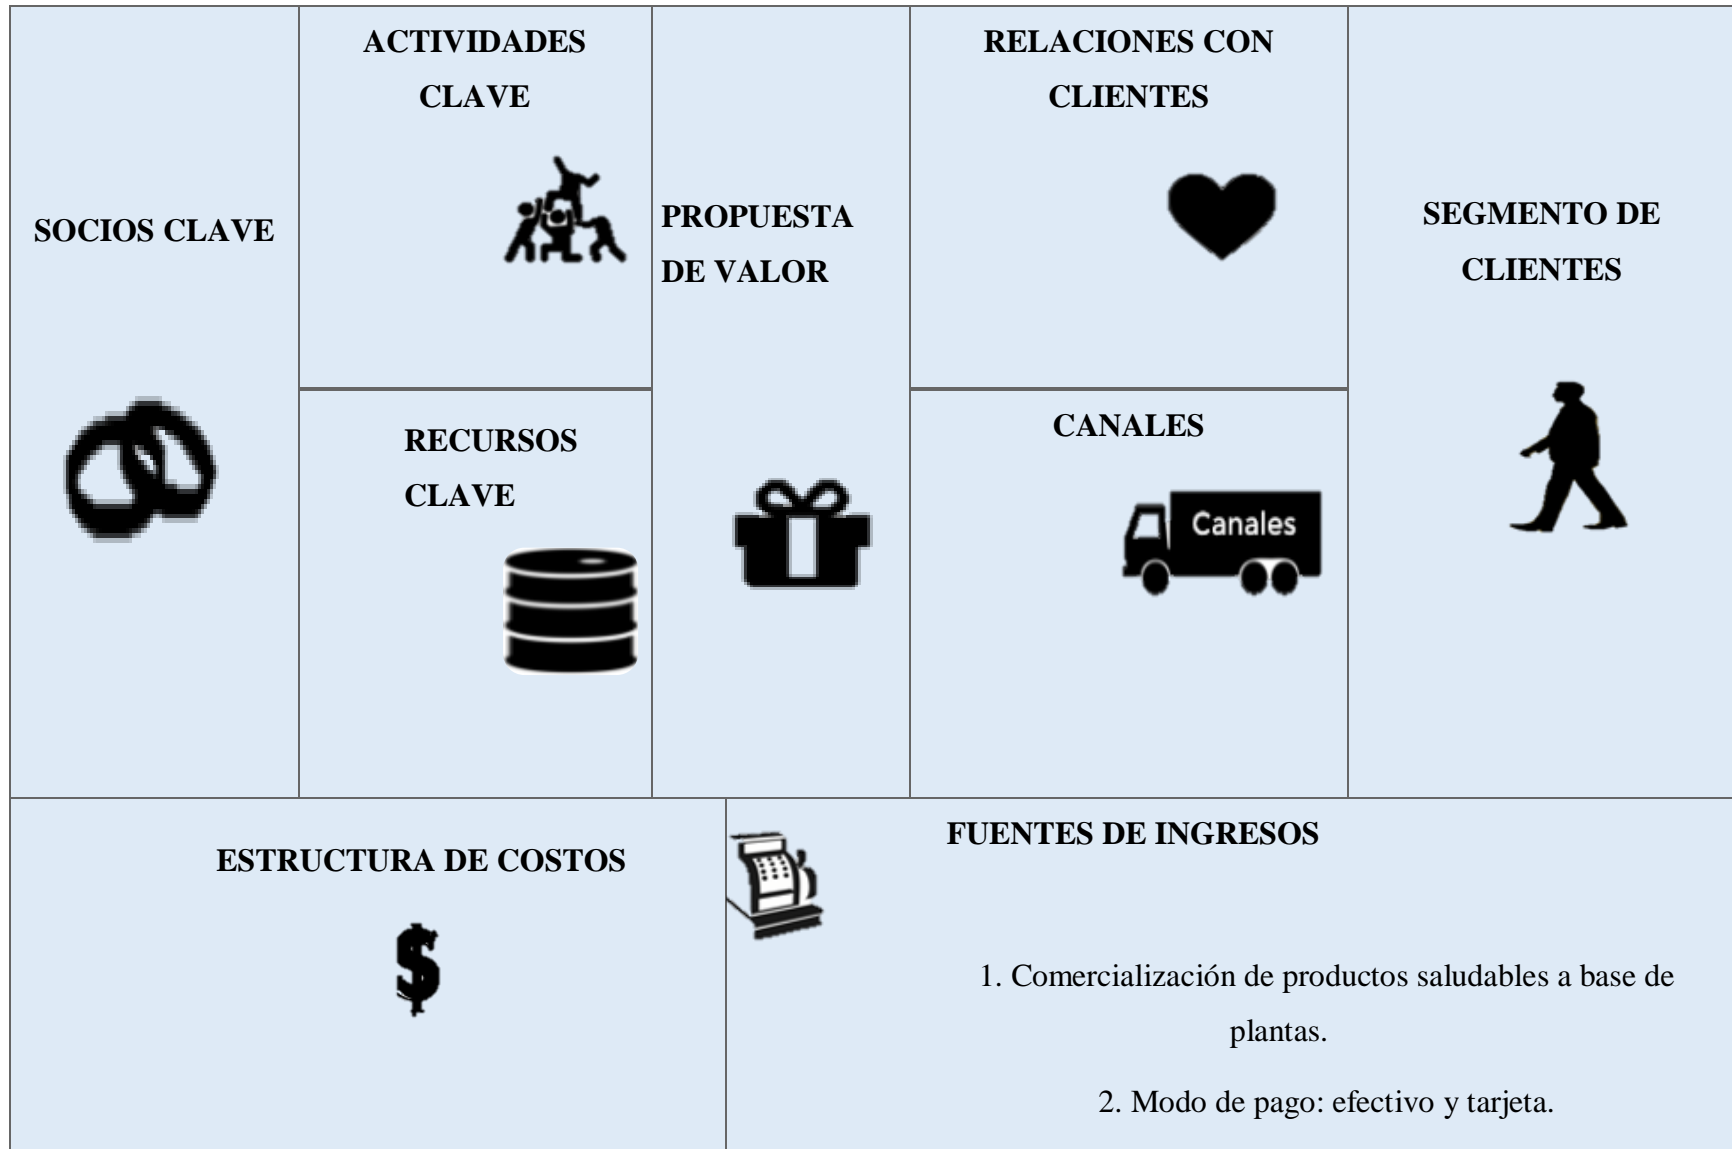 SOCIOS CLAVE
ACTIVIDADES
CLAVE
RECURSOS
CLAVE
PROPUESTA
DE VALOR
RELACIONES CON
CLIENTES
CANALES
Canales
SEGMENTO DE
CLIENTES
ESTRUCTURA DE COSTOS
$
FUENTES DE INGRESOS
1. Comercialización de productos saludables a base de
plantas.
2. Modo de pago: efectivo y tarjeta.